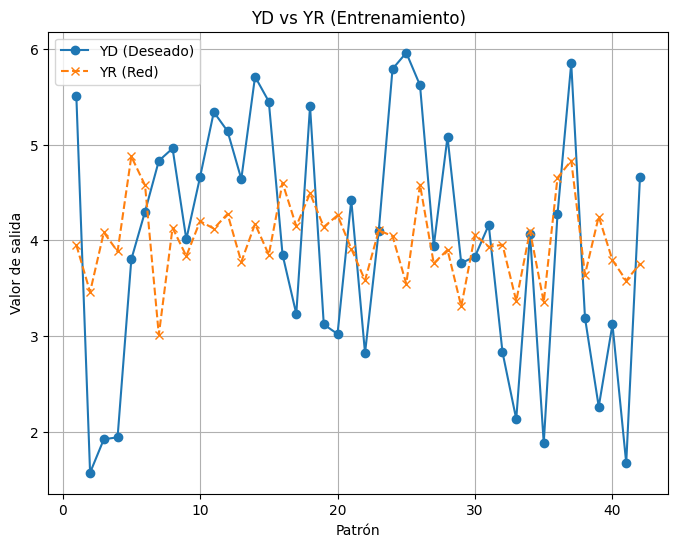 YD vs YR (Entrenamiento)
YD (Deseado)
YR (Red)
Valor de salida
6
5
4
3
2
0
10
20
30
40
Patrón